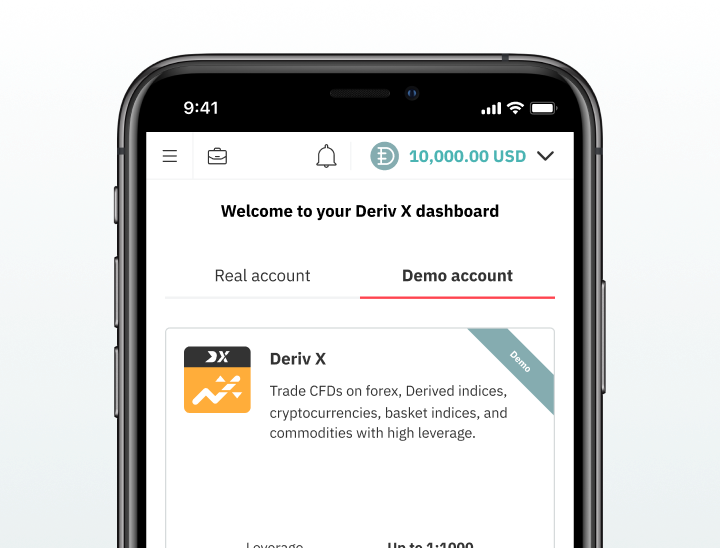 9:41
10,000.00 USD
Welcome to your Deriv X dashboard
Real account
Demo account
Demo
DX
Deriv X
Trade CFDs on forex, Derived indices,
cryptocurrencies, basket indices, and
commodities with high leverage.
Leverage
Up to 1:1000